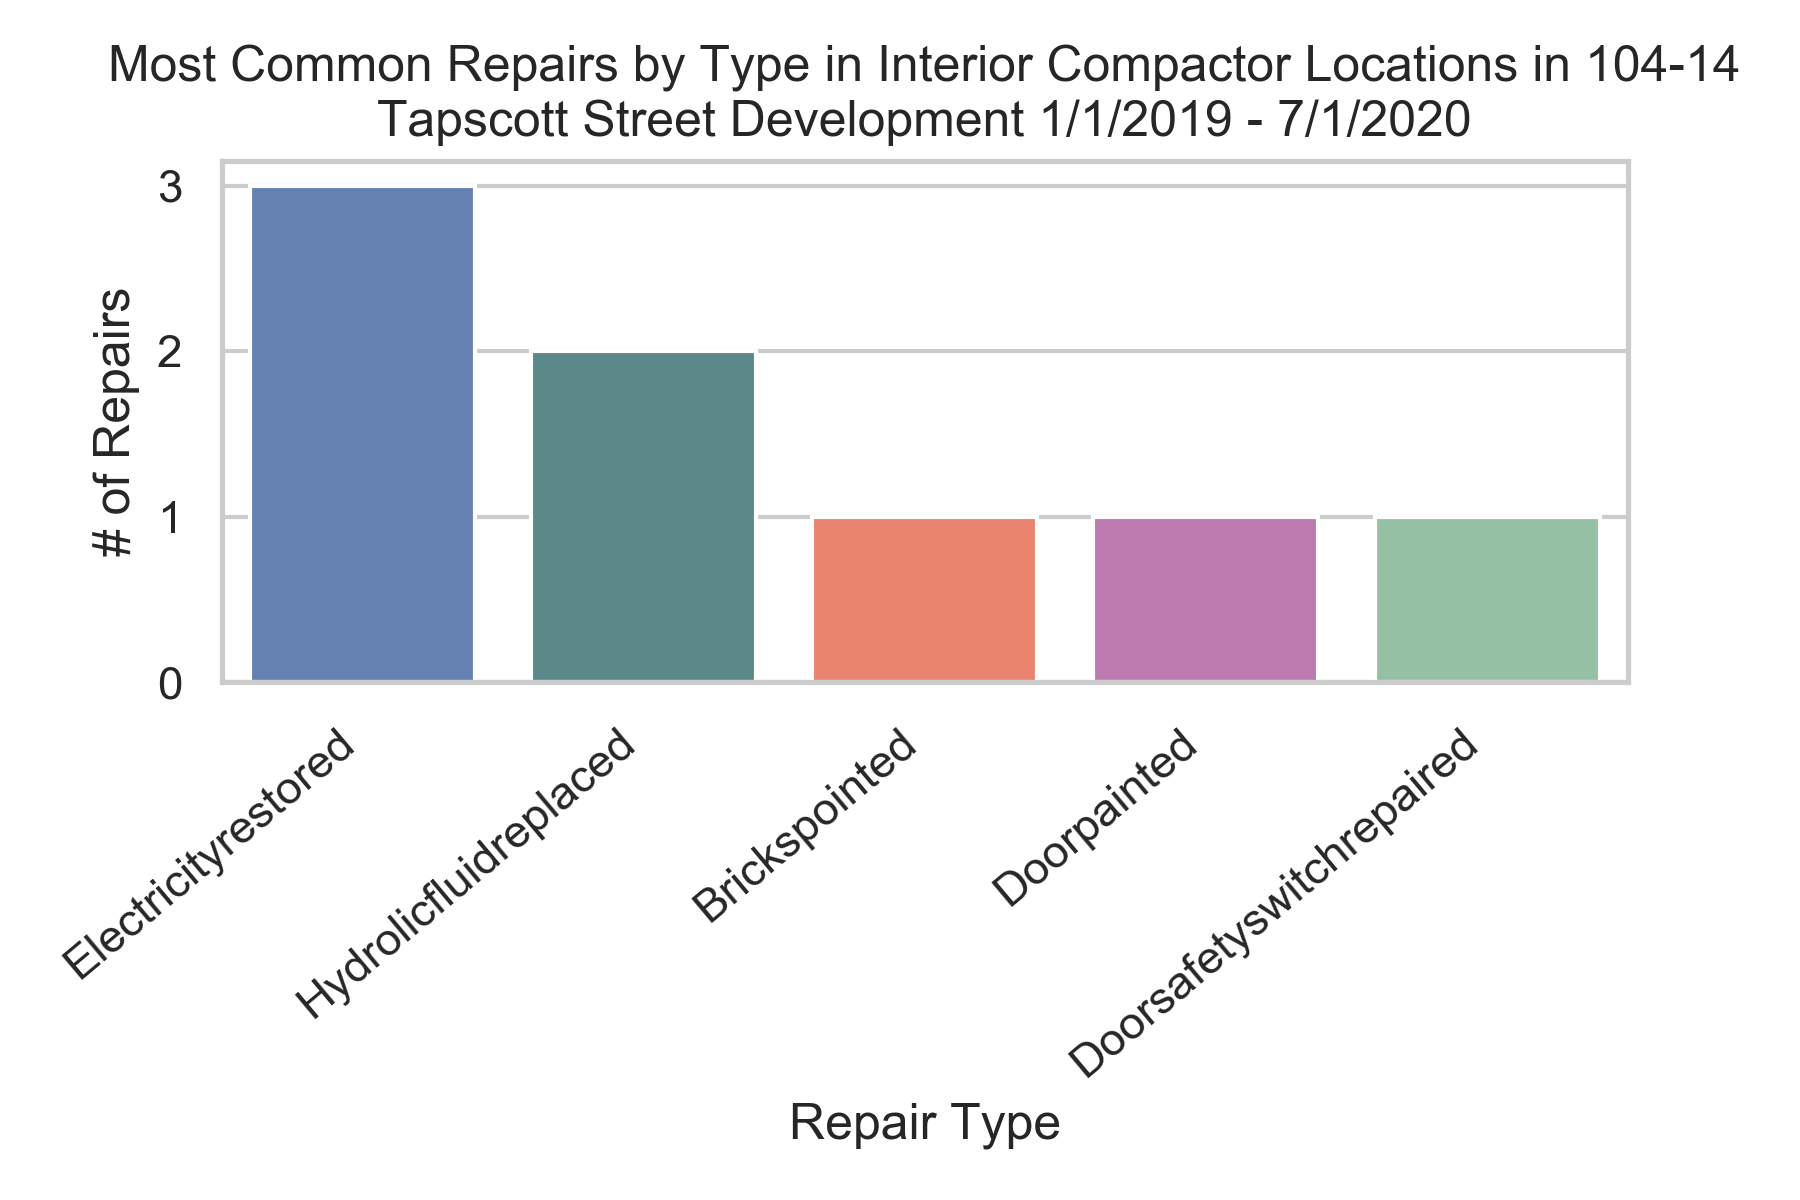 Most Common Repairs by Type in Interior Compactor Locations in 104-14
Tapscott Street Development 1/1/2019 - 7/1/2020
# of Repairs
3
2
1
0
Electricityrestored
Hydrolicfluidreplaced
Brickspointed
Doorpainted
Doorsafetyswitchrepaired
Repair Type